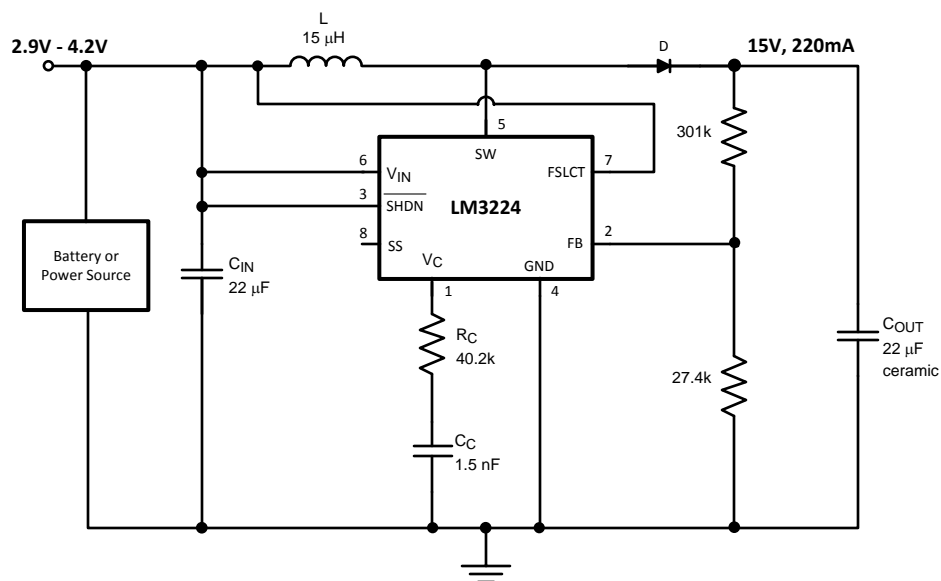 L
15 μH
2.9V - 4.2V
D
15V, 220mA
5
SW
301k
6
VIN
FSLCT
7
3
SHDN
LM3224
8
SS
FB
2
Battery or
Power Source
VC
GND
CIN
22 μF
1
4
RC
40.2k
COUT
22 μF
ceramic
27.4k
CC
1.5 nF